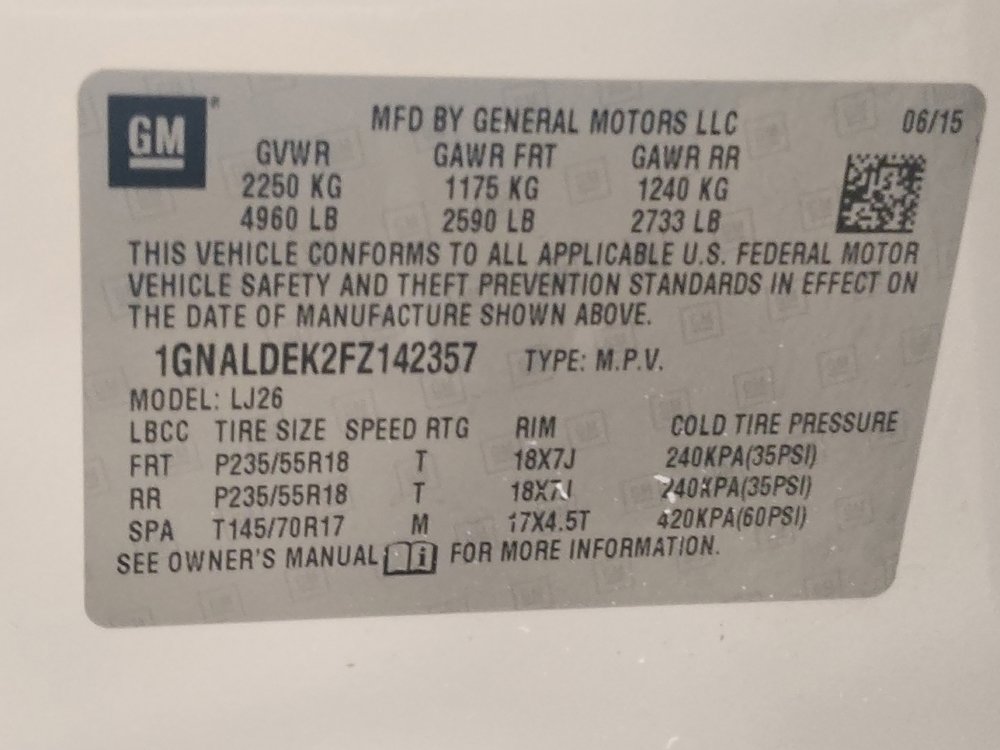 GM®
MFD BY GENERAL MOTORS LLC 06/15
GVWR GAWR FRT GAWR RR
2250 KG 1175 KG 1240 KG
4960 LB 2590 LB 2733 LB
THIS VEHICLE CONFORMS TO ALL APPLICABLE U.S. FEDERAL MOTOR
VEHICLE SAFETY AND THEFT PREVENTION STANDARDS IN EFFECT ON
THE DATE OF MANUFACTURE SHOWN ABOVE.
1GNALDEK2FZ142357 TYPE: M.P.V.
MODEL: LJ26
LBCC TIRE SIZE SPEED RTG RIM COLD TIRE PRESSURE
FRT P235/55R18 T 18X7J 240KPA(35PSI)
RR P235/55R18 T 18X7J 240KPA(35PSI)
SPA T145/70R17 M 17X4.5T 420KPA(60PSI)
SEE OWNER'S MANUAL i FOR MORE INFORMATION.